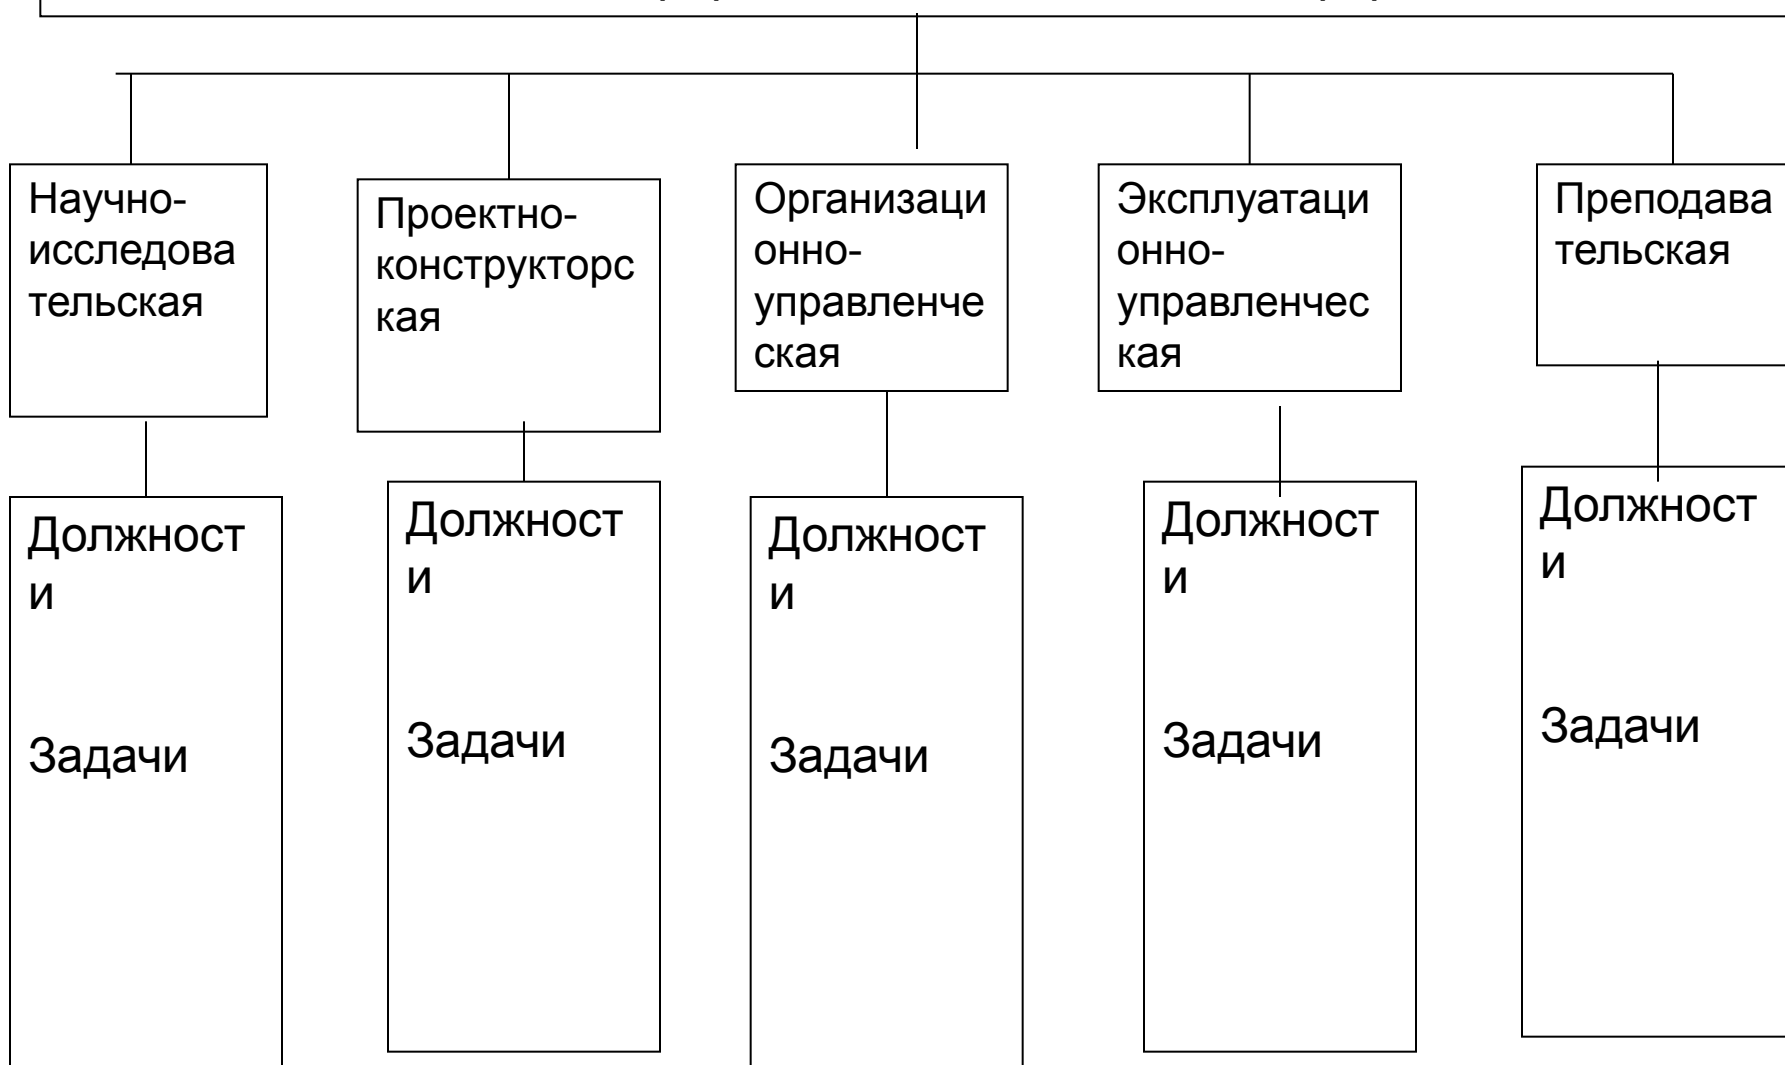 Научно-
исследова
тельская
Проектно-
конструкторс
кая
Организаци
онно-
управленче
ская
Эксплуатаци
онно-
управленчес
кая
Преподава
тельская
Должност
и
Задачи
Должност
и
Задачи
Должност
и
Задачи
Должност
и
Задачи
Должност
и
Задачи